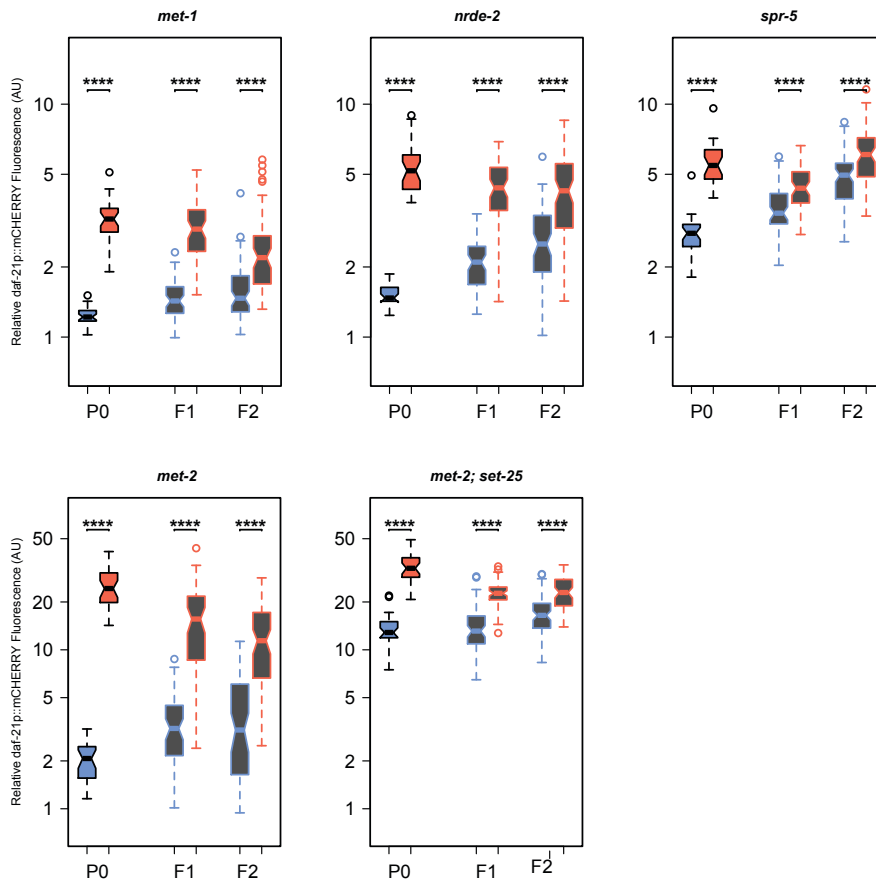 met-1
nrde-2
spr-5
Relative daf-21p::mCHERRY Fluorescence (AU)
10
5
2
1
****
****
****
P0
F1
F2
10
5
2
1
****
****
****
P0
F1
F2
10
5
2
1
****
****
****
P0
F1
F2
met-2
met-2; set-25
Relative daf-21p::mCHERRY Fluorescence (AU)
50
20
10
5
2
1
****
****
****
P0
F1
F2
50
20
10
5
2
1
****
****
****
P0
F1
F2